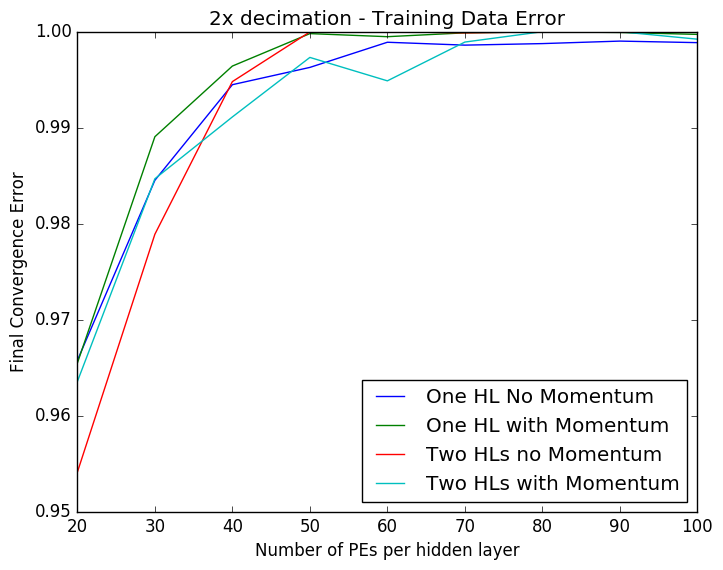 2x decimation - Training Data Error
1.00
0.99
0.98
0.97
0.96
0.95
Final Convergence Error
One HL No Momentum
One HL with Momentum
Two HLs no Momentum
Two HLs with Momentum
20 30 40 50 60 70 80 90 100
Number of PEs per hidden layer